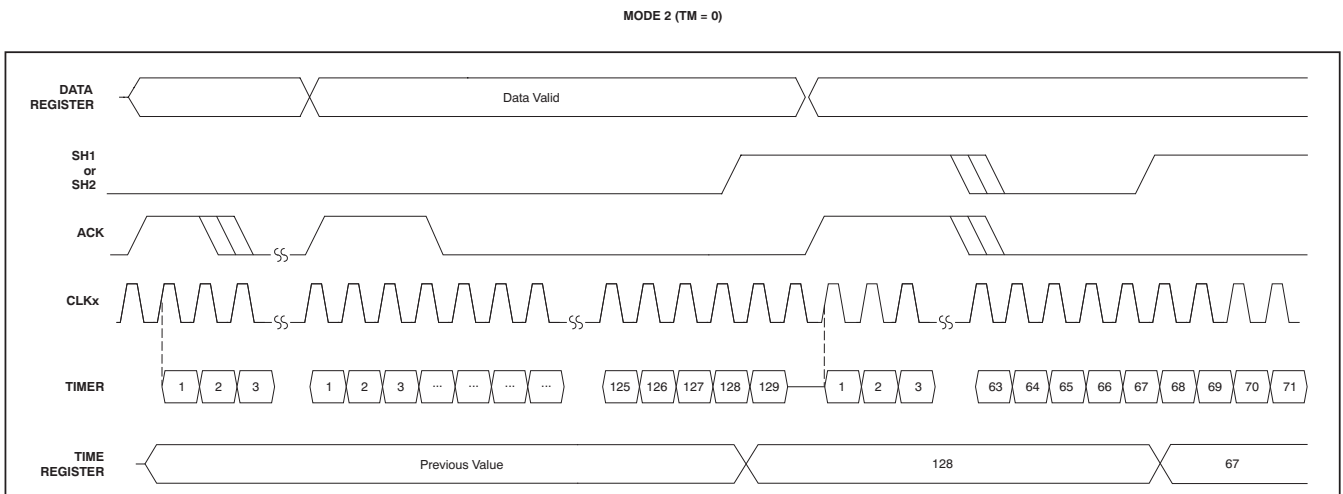 MODE 2 (TM = 0)
DATA
REGISTER
Data Valid
SH1
or
SH2
ACK
CLKx
TIMER
1 2 3 1 2 3 ... ... ... ... 125 126 127 128 129 1 2 3 63 64 65 66 67 68 69 70 71
TIME
REGISTER
Previous Value 128 67